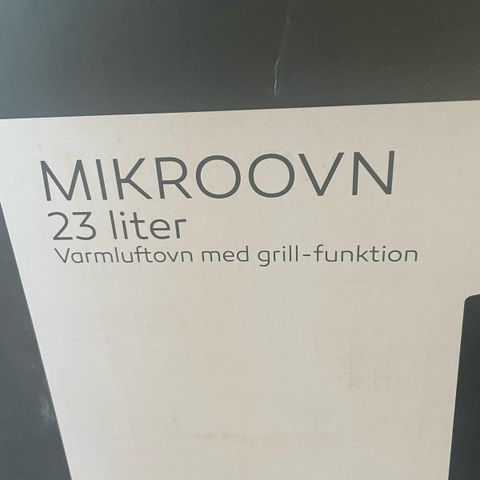 MIKROOVN
23 liter
Varmluftovn med grill-funktion